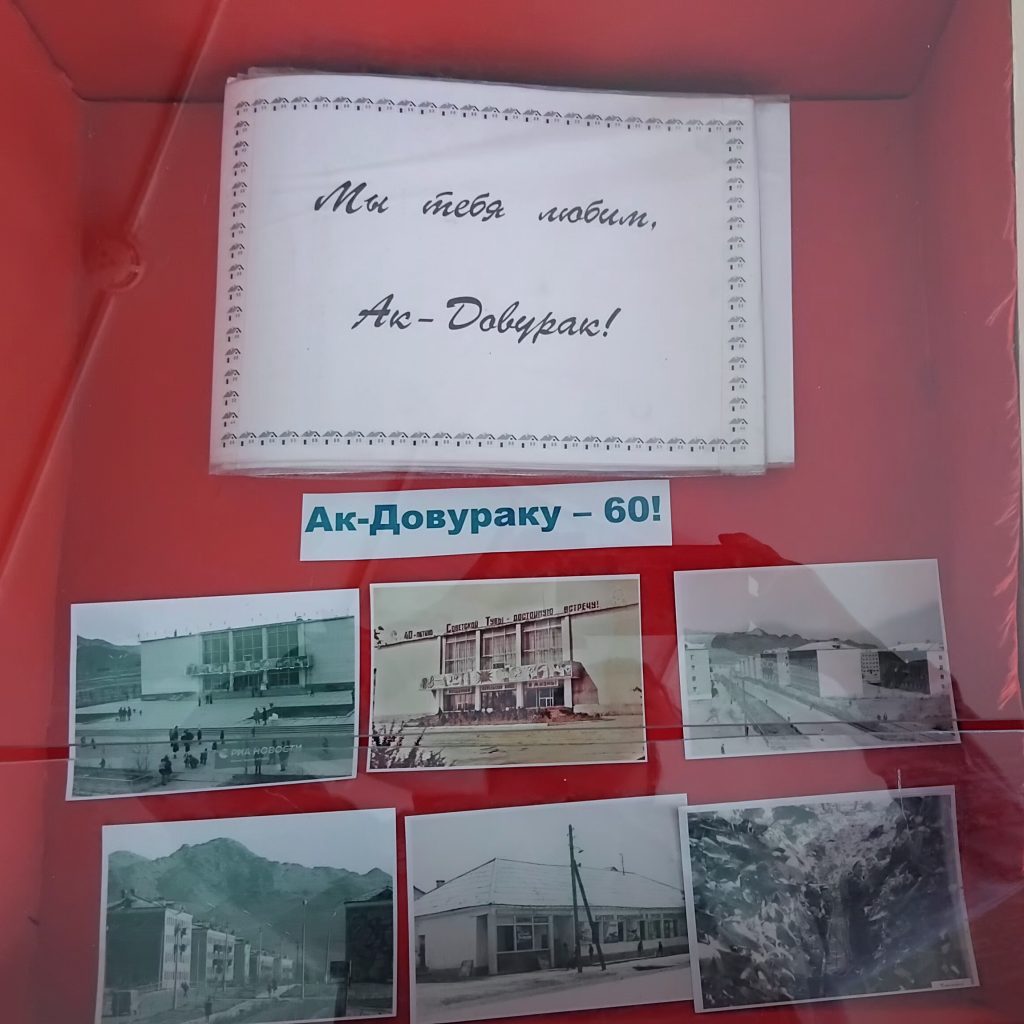 Мы тебя любим,
Ак-Довурак!
Ак-Довураку – 60!
40-летию Советской Тувы - достойную встречу!
РИА НОВОСТИ